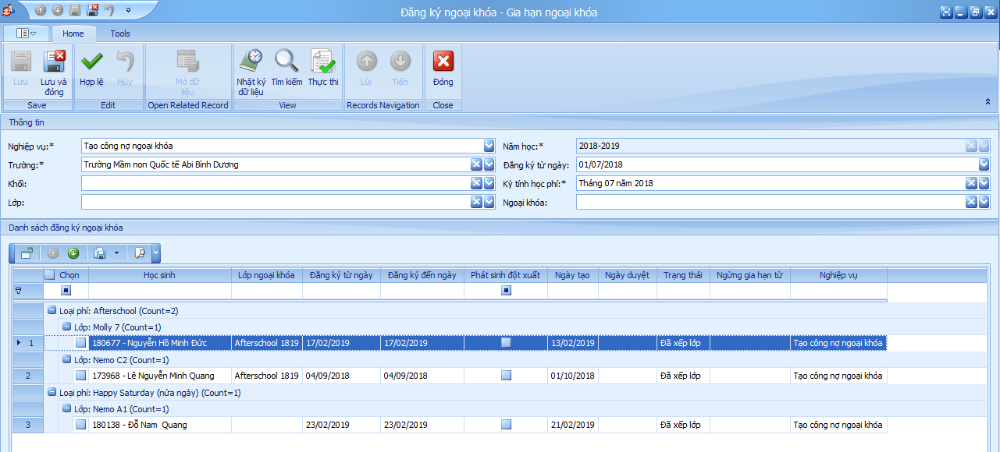 Đăng ký ngoại khóa - Gia hạn ngoại khóa
Home Tools
Lưu Lưu và đóng Hợp lệ Hủy Mở dữ liệu Nhật ký dữ liệu Tìm kiếm Thực thi Lùi Tiến Đóng
Save Edit Open Related Record View Records Navigation Close
Thông tin
Nghiệp vụ:* Tạo công nợ ngoại khóa Năm học:* 2018-2019
Trường:* Trường Mầm non Quốc tế Abi Bình Dương Đăng ký từ ngày: 01/07/2018
Khối: Kỳ tính học phí:* Tháng 07 năm 2018
Lớp: Ngoại khóa:
Danh sách đăng ký ngoại khóa
Chọn Học sinh Lớp ngoại khóa Đăng ký từ ngày Đăng ký đến ngày Phát sinh đột xuất Ngày tạo Ngày duyệt Trạng thái Ngừng gia hạn từ Nghiệp vụ
Loại phí: Afterschool (Count=2)
Lớp: Molly 7 (Count=1)
1 180677 - Nguyễn Hồ Minh Đức Afterschool 1819 17/02/2019 17/02/2019 13/02/2019 Đã xếp lớp Tạo công nợ ngoại khóa
Lớp: Nemo C2 (Count=1)
2 173968 - Lê Nguyễn Minh Quang Afterschool 1819 04/09/2018 04/09/2018 01/10/2018 Đã xếp lớp Tạo công nợ ngoại khóa
Loại phí: Happy Saturday (nửa ngày) (Count=1)
Lớp: Nemo A1 (Count=1)
3 180138 - Đỗ Nam Quang 23/02/2019 23/02/2019 21/02/2019 Đã xếp lớp Tạo công nợ ngoại khóa